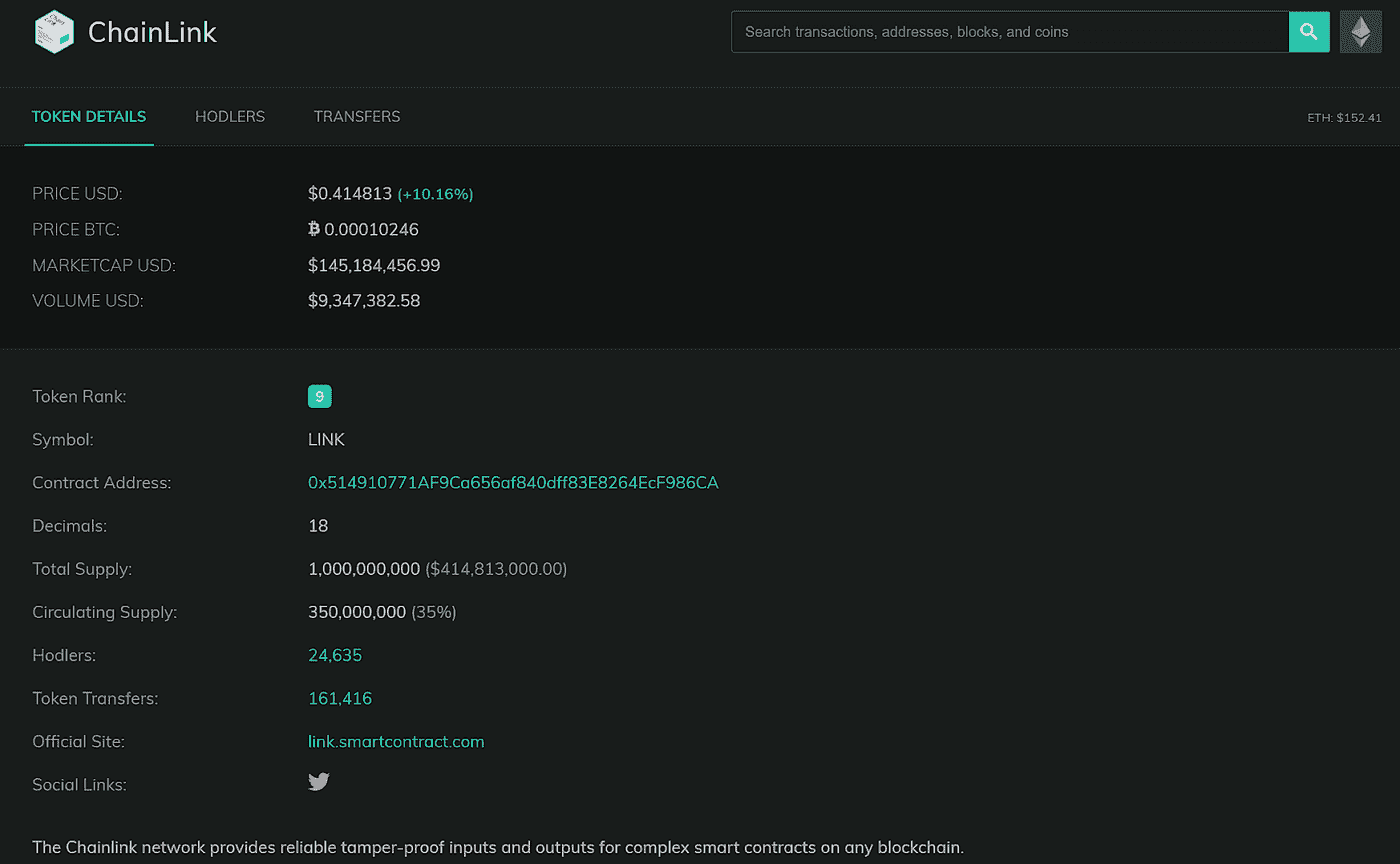 ChainLink
Search transactions, addresses, blocks, and coins
TOKEN DETAILS HODLERS TRANSFERS ETH: $152.41
PRICE USD: $0.414813 (+10.16%)
PRICE BTC: ₿ 0.00010246
MARKETCAP USD: $145,184,456.99
VOLUME USD: $9,347,382.58
Token Rank: 9
Symbol: LINK
Contract Address: 0x514910771AF9Ca656af840dff83E8264EcF986CA
Decimals: 18
Total Supply: 1,000,000,000 ($414,813,000.00)
Circulating Supply: 350,000,000 (35%)
Hodlers: 24,635
Token Transfers: 161,416
Official Site: link.smartcontract.com
Social Links:
The Chainlink network provides reliable tamper-proof inputs and outputs for complex smart contracts on any blockchain.